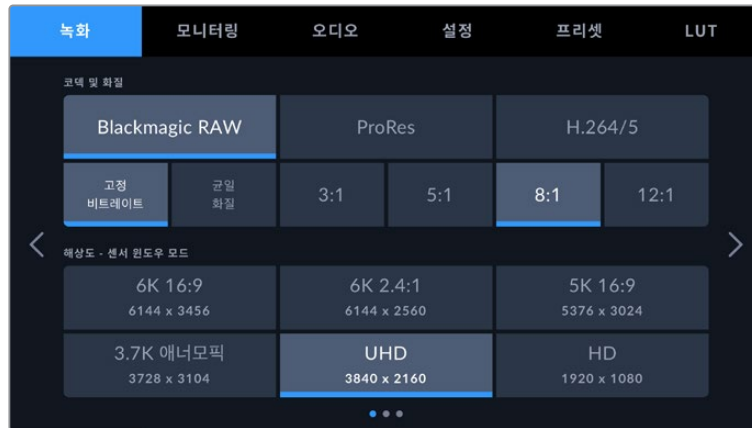 녹화 모니터링 오디오 설정 프리셋 LUT
코덱 및 화질
Blackmagic RAW ProRes H.264/5
고정 비트레이트 균일 화질 3:1 5:1 8:1 12:1
해상도 - 센서 윈도우 모드
6K 16:9 6K 2.4:1 5K 16:9
6144 x 3456 6144 x 2560 5376 x 3024
3.7K 애너모픽 UHD HD
3728 x 3104 3840 x 2160 1920 x 1080